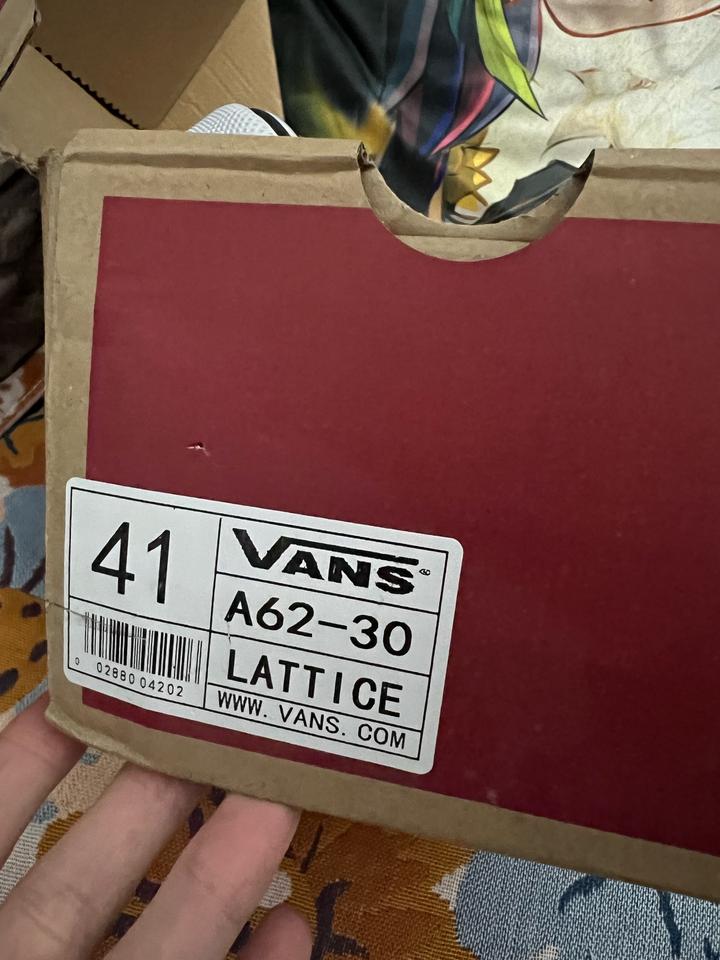 41
VANS
A62-30
LATTICE
WWW. VANS. COM
0 02880 04202